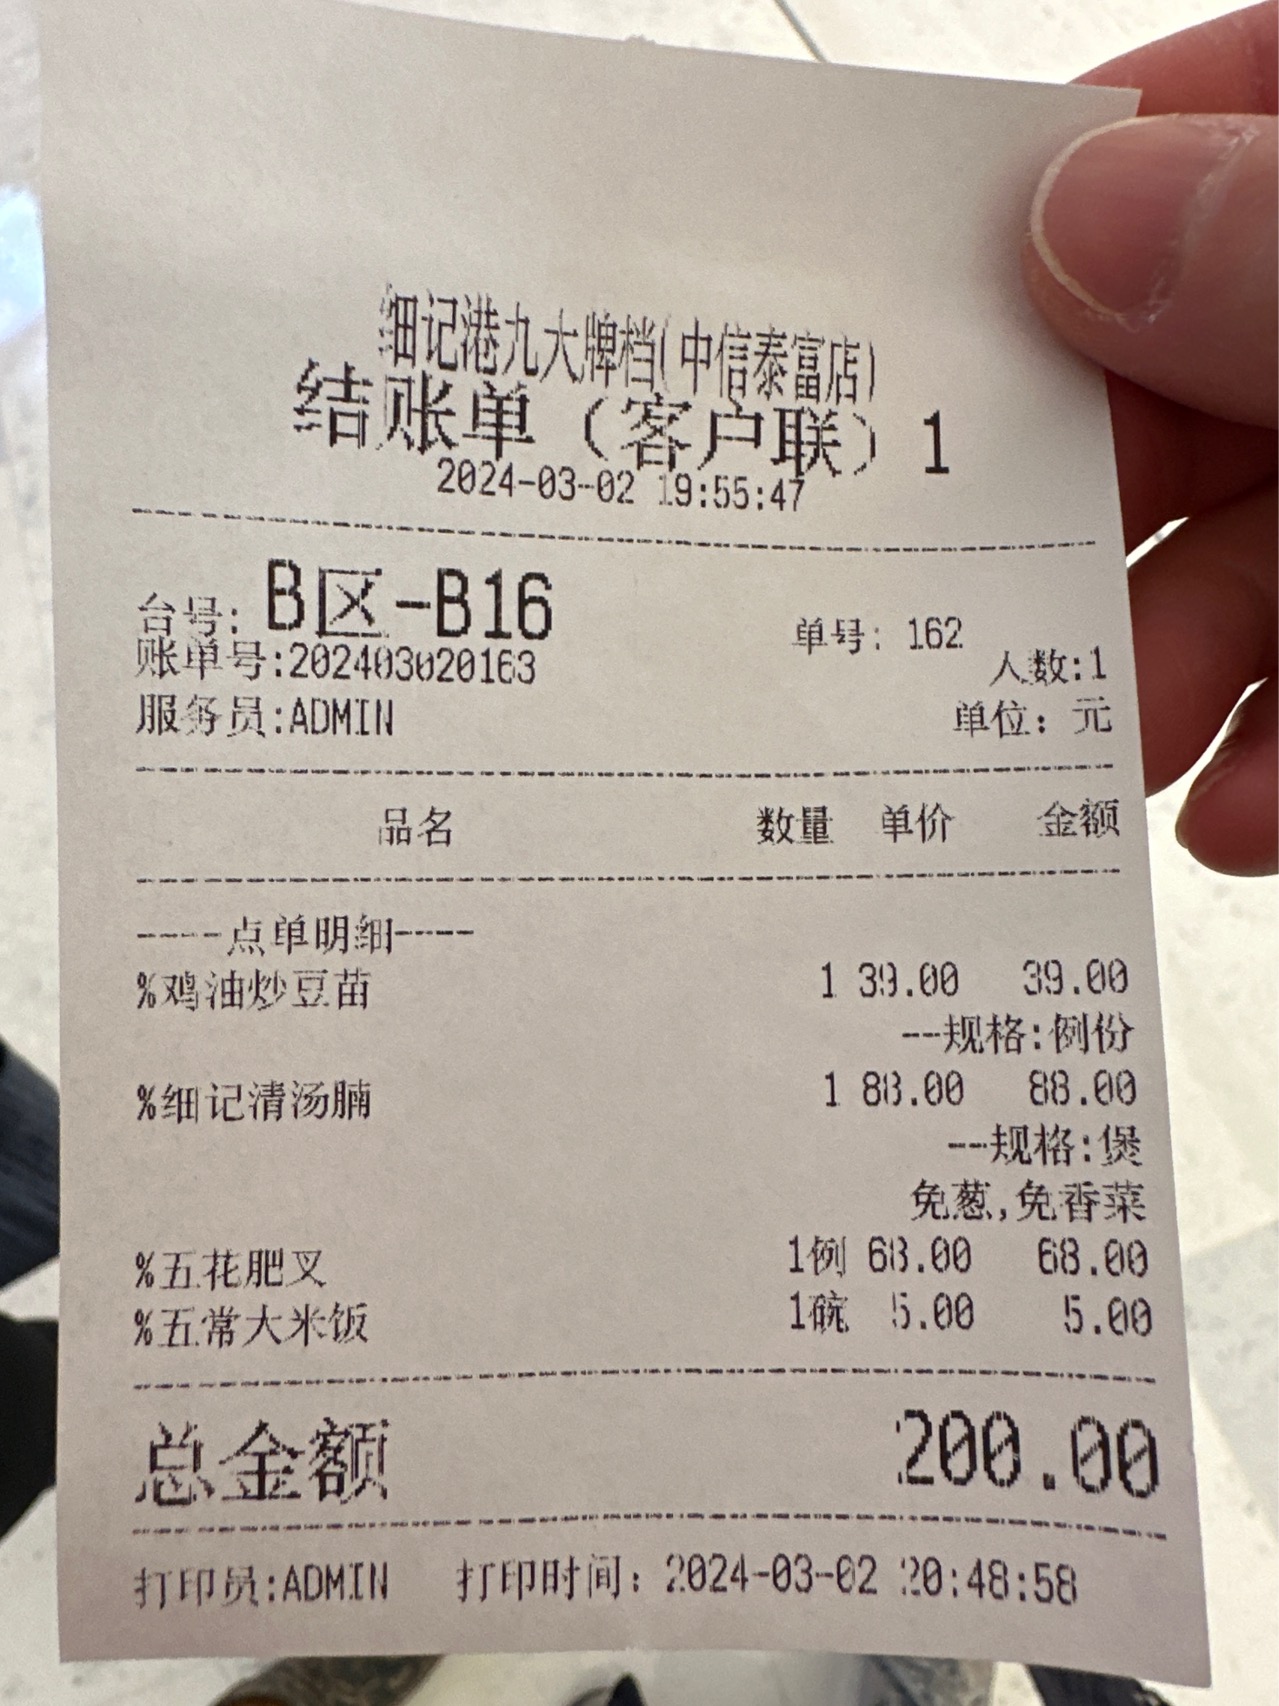 细记港九大牌档(中信泰富店)
结账单（客户联）1
2024-03-02 19:55:47
台号: B区-B16 单号: 162
账单号:202403020163 人数:1
服务员:ADMIN 单位: 元
品名 数量 单价 金额
----点单明细----
%鸡油炒豆苗 1 39.00 39.00
--规格:例份
%细记清汤腩 1 88.00 88.00
--规格:煲
免葱,免香菜
%五花肥叉 1例 68.00 68.00
%五常大米饭 1碗 5.00 5.00
总金额 200.00
打印员:ADMIN 打印时间: 2024-03-02 20:48:58